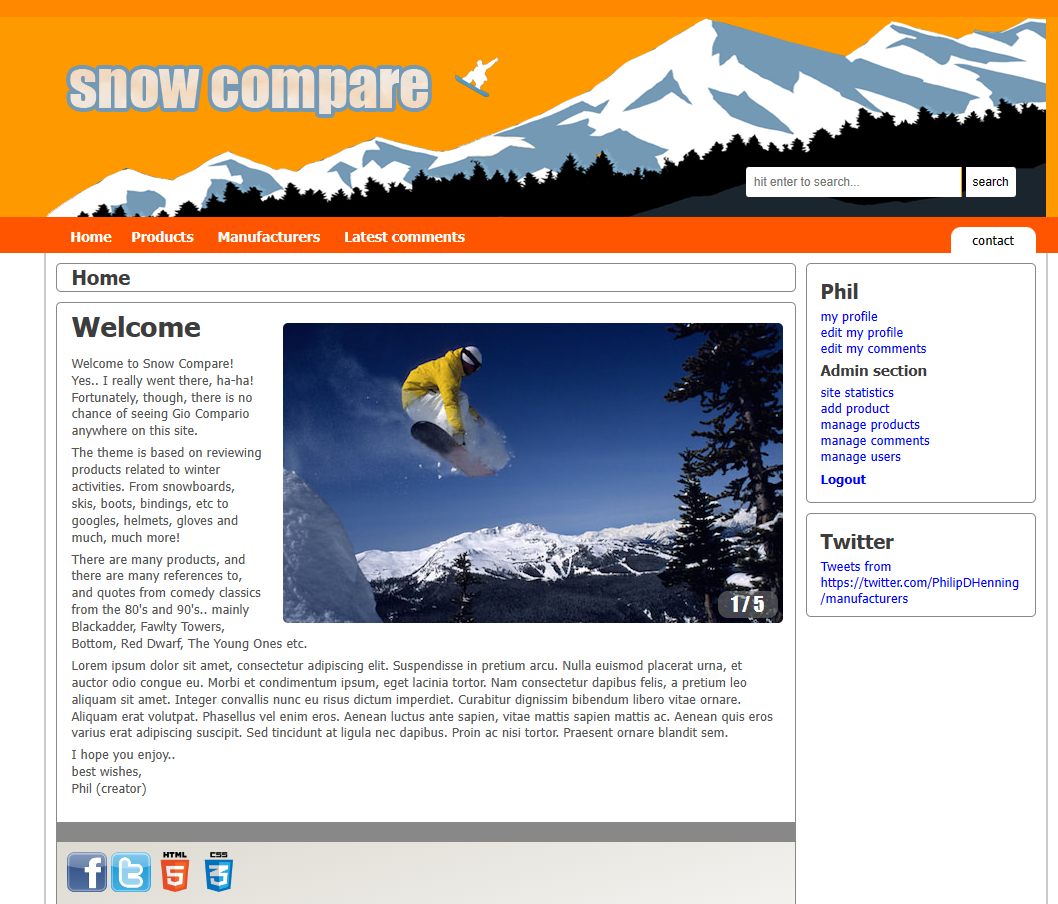 snow compare
hit enter to search...
search
Home
Products
Manufacturers
Latest comments
contact
Home
Welcome
Welcome to Snow Compare!
Yes.. I really went there, ha-ha!
Fortunately, though, there is no
chance of seeing Gio Compario
anywhere on this site.
The theme is based on reviewing
products related to winter
activities. From snowboards,
skis, boots, bindings, etc to
googles, helmets, gloves and
much, much more!
There are many products, and
there are many references to,
and quotes from comedy classics
from the 80's and 90's.. mainly
Blackadder, Fawlty Towers,
Bottom, Red Dwarf, The Young Ones etc.
1/5
Lorem ipsum dolor sit amet, consectetur adipiscing elit. Suspendisse in pretium arcu. Nulla euismod placerat urna, et
auctor odio congue eu. Morbi et condimentum ipsum, eget lacinia tortor. Nam consectetur dapibus felis, a pretium leo
aliquam sit amet. Integer convallis nunc eu risus dictum imperdiet. Curabitur dignissim bibendum libero vitae ornare.
Aliquam erat volutpat. Phasellus vel enim eros. Aenean luctus ante sapien, vitae mattis sapien mattis ac. Aenean quis eros
varius erat adipiscing suscipit. Sed tincidunt at ligula nec dapibus. Proin ac nisi tortor. Praesent ornare blandit sem.
I hope you enjoy..
best wishes,
Phil (creator)
Phil
my profile
edit my profile
edit my comments
Admin section
site statistics
add product
manage products
manage comments
manage users
Logout
Twitter
Tweets from
https://twitter.com/PhilipDHenning
/manufacturers
f
t
HTML
5
CSS
3